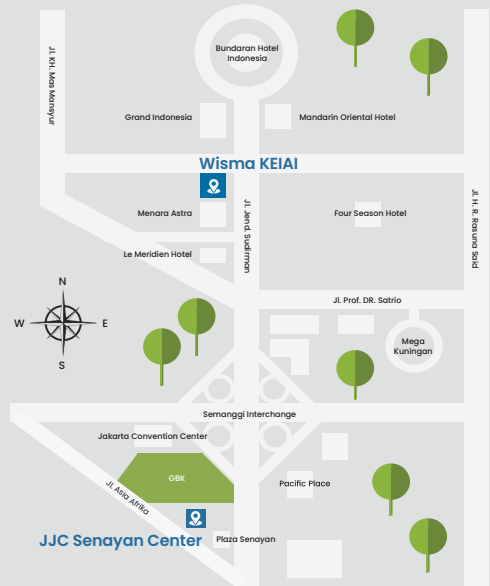 Bundaran Hotel
Indonesia
Jl. KH. Mas Mansyur
Grand Indonesia
Mandarin Oriental Hotel
Wisma KEIAI
Menara Astra
Jl. Jend. Sudirman
Four Season Hotel
Jl. H. R. Rasuna Said
Le Meridien Hotel
N
W
E
S
Jl. Prof. DR. Satrio
Mega
Kuningan
Semanggi Interchange
Jakarta Convention Center
GBK
Jl. Asia Afrika
Pacific Place
JJC Senayan Center
Plaza Senayan